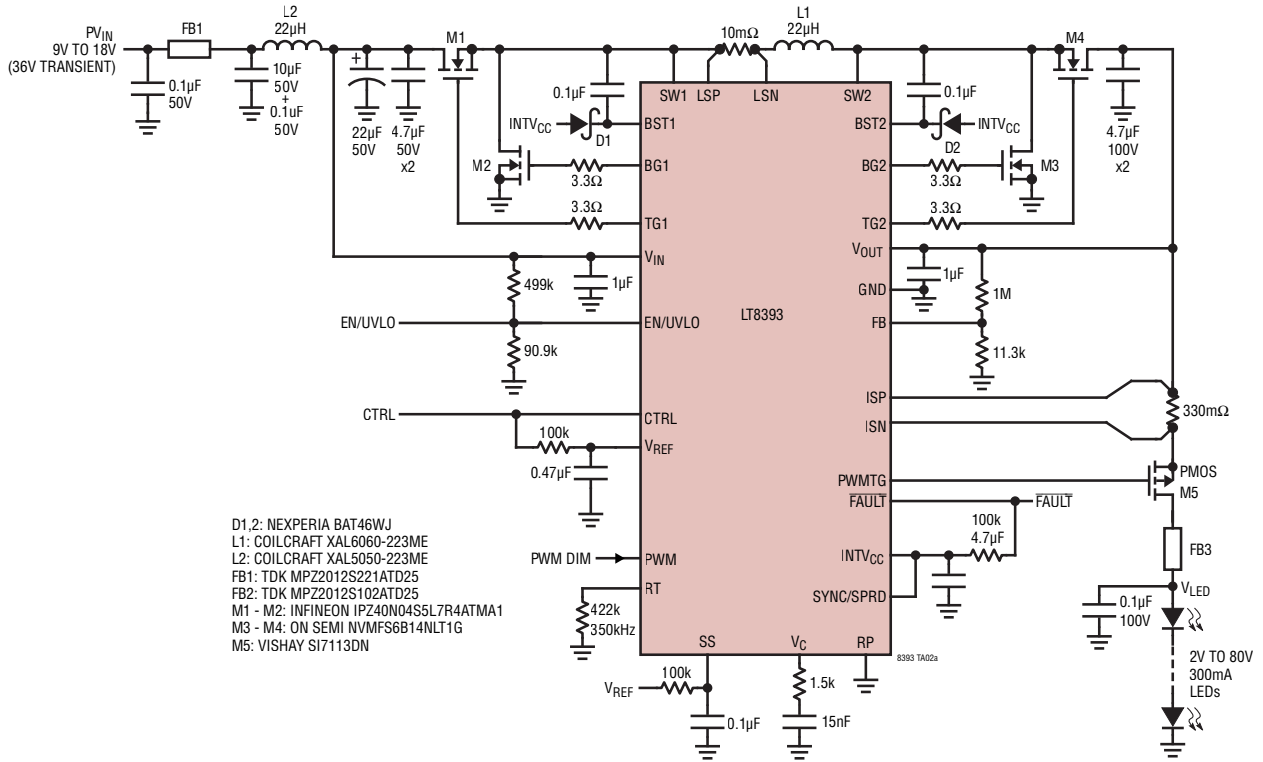 PVIN
9V TO 18V
(36V TRANSIENT)
FB1
L2
22µH
0.1µF
50V
10µF
50V
+
0.1uF
50V
+
22µF
50V
4.7µF
50V
x2
M1
10mΩ
L1
22µH
M4
0.1µF
SW1
LSP
LSN
SW2
0.1µF
4.7µF
100V
x2
INTVCC
D1
BST1
BST2
D2
INTVCC
M2
3.3Ω
BG1
BG2
3.3Ω
M3
3.3Ω
TG1
TG2
3.3Ω
VIN
VOUT
499k
1µF
1µF
GND
1M
LT8393
EN/UVLO
EN/UVLO
FB
90.9k
11.3k
CTRL
CTRL
ISP
ISN
330mΩ
100k
VREF
0.47µF
PWMTG
PMOS
M5
FAULT
FAULT
100k
4.7µF
D1,2: NEXPERIA BAT46WJ
L1: COILCRAFT XAL6060-223ME
L2: COILCRAFT XAL5050-223ME
FB1: TDK MPZ2012S221ATD25
FB2: TDK MPZ2012S102ATD25
M1 - M2: INFINEON IPZ40N04S5L7R4ATMA1
M3 - M4: ON SEMI NVMFS6B14NLT1G
M5: VISHAY SI7113DN
PWM DIM
PWM
INTVCC
FB3
RT
SYNC/SPRD
422k
350kHz
VLED
0.1µF
100V
SS
VC
RP
8393 TA02a
2V TO 80V
300mA
LEDs
VREF
100k
1.5k
0.1µF
15nF